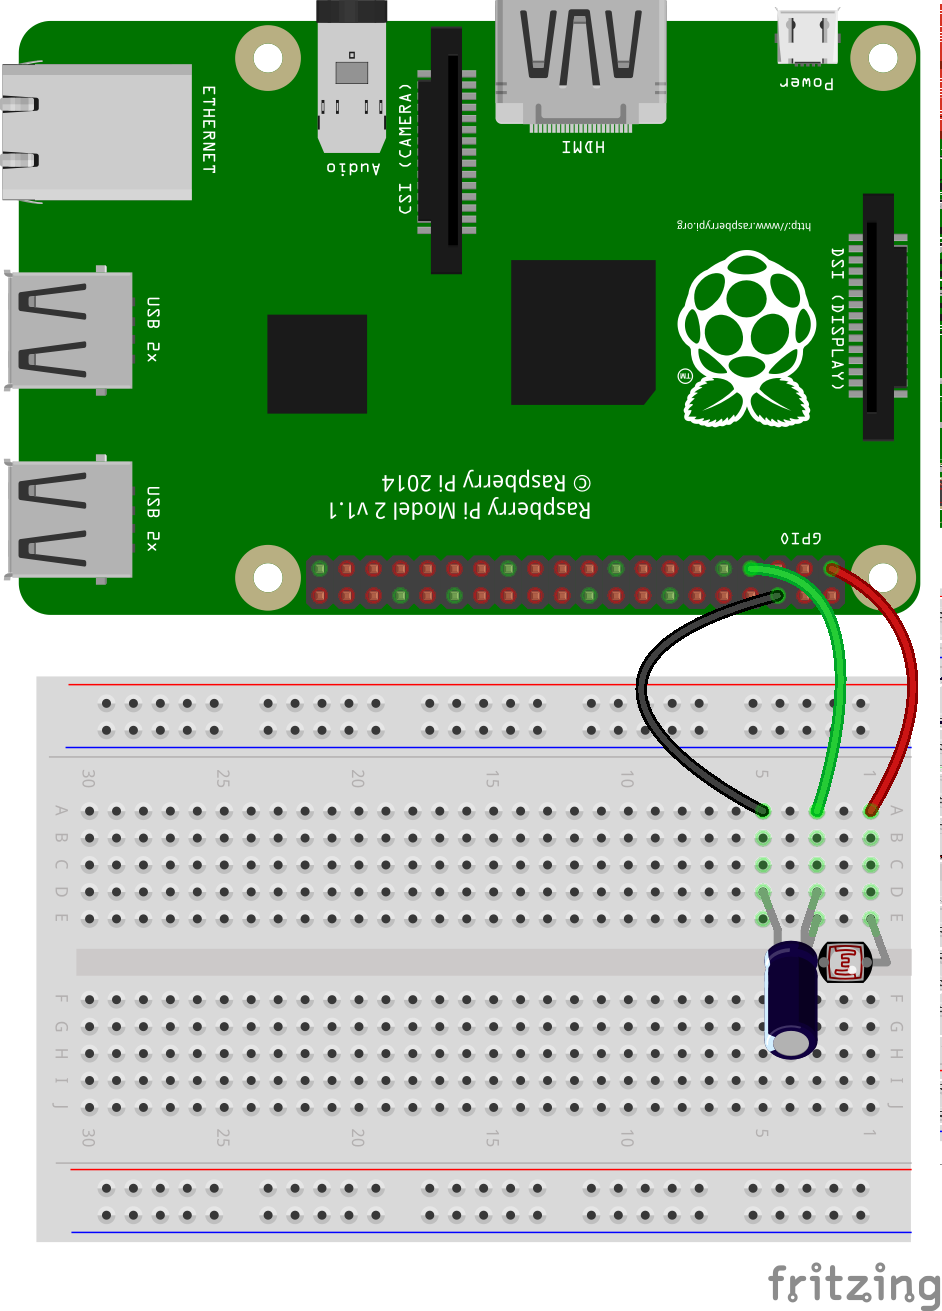 Power
ETHERNET
CSI (CAMERA)
HDMI
Audio
http://www.raspberrypi.org
DSI (DISPLAY)
USB 2x
TM
Raspberry Pi Model 2 v1.1
© Raspberry Pi 2014
USB 2x
GPIO
30 25 20 15 10 5 1
A A
B B
C C
D D
E E
F F
G G
H H
I I
J J
30 25 20 15 10 5 1
fritzing